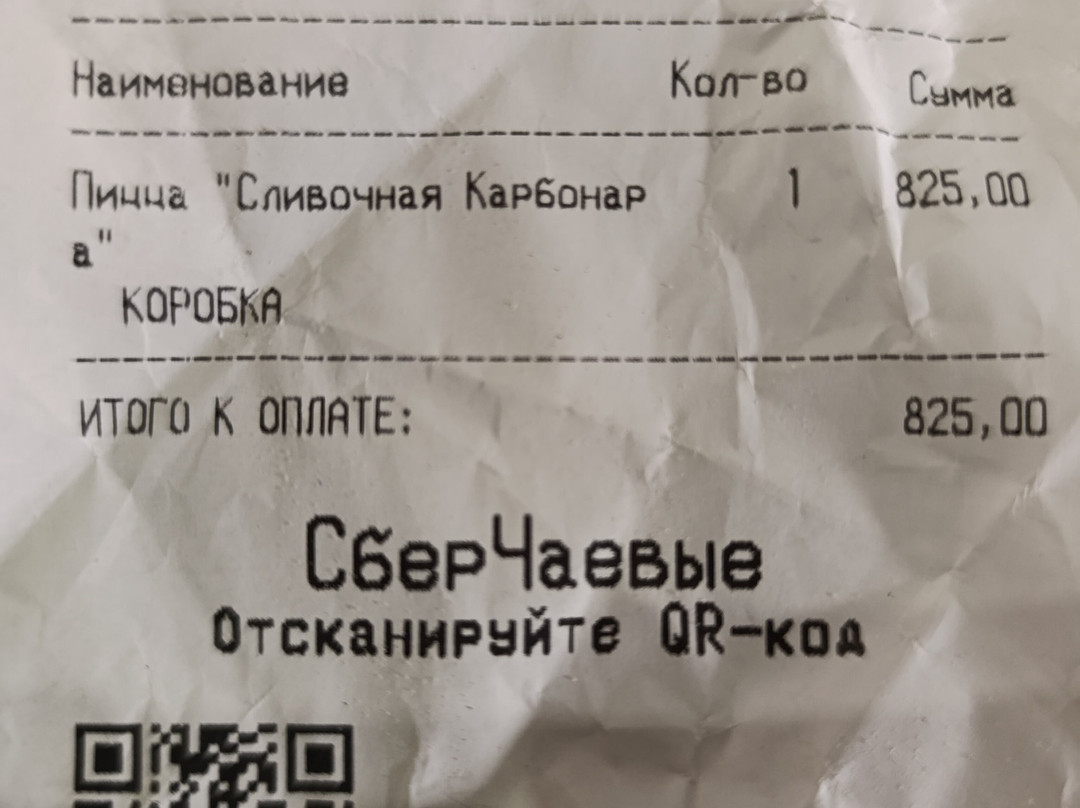 Наименование Кол-во Сумма
Пицца "Сливочная Карбонар 1 825,00
а"
КОРОБКА
ИТОГО К ОПЛАТЕ: 825,00
СберЧаевые
Отсканируйте QR-код